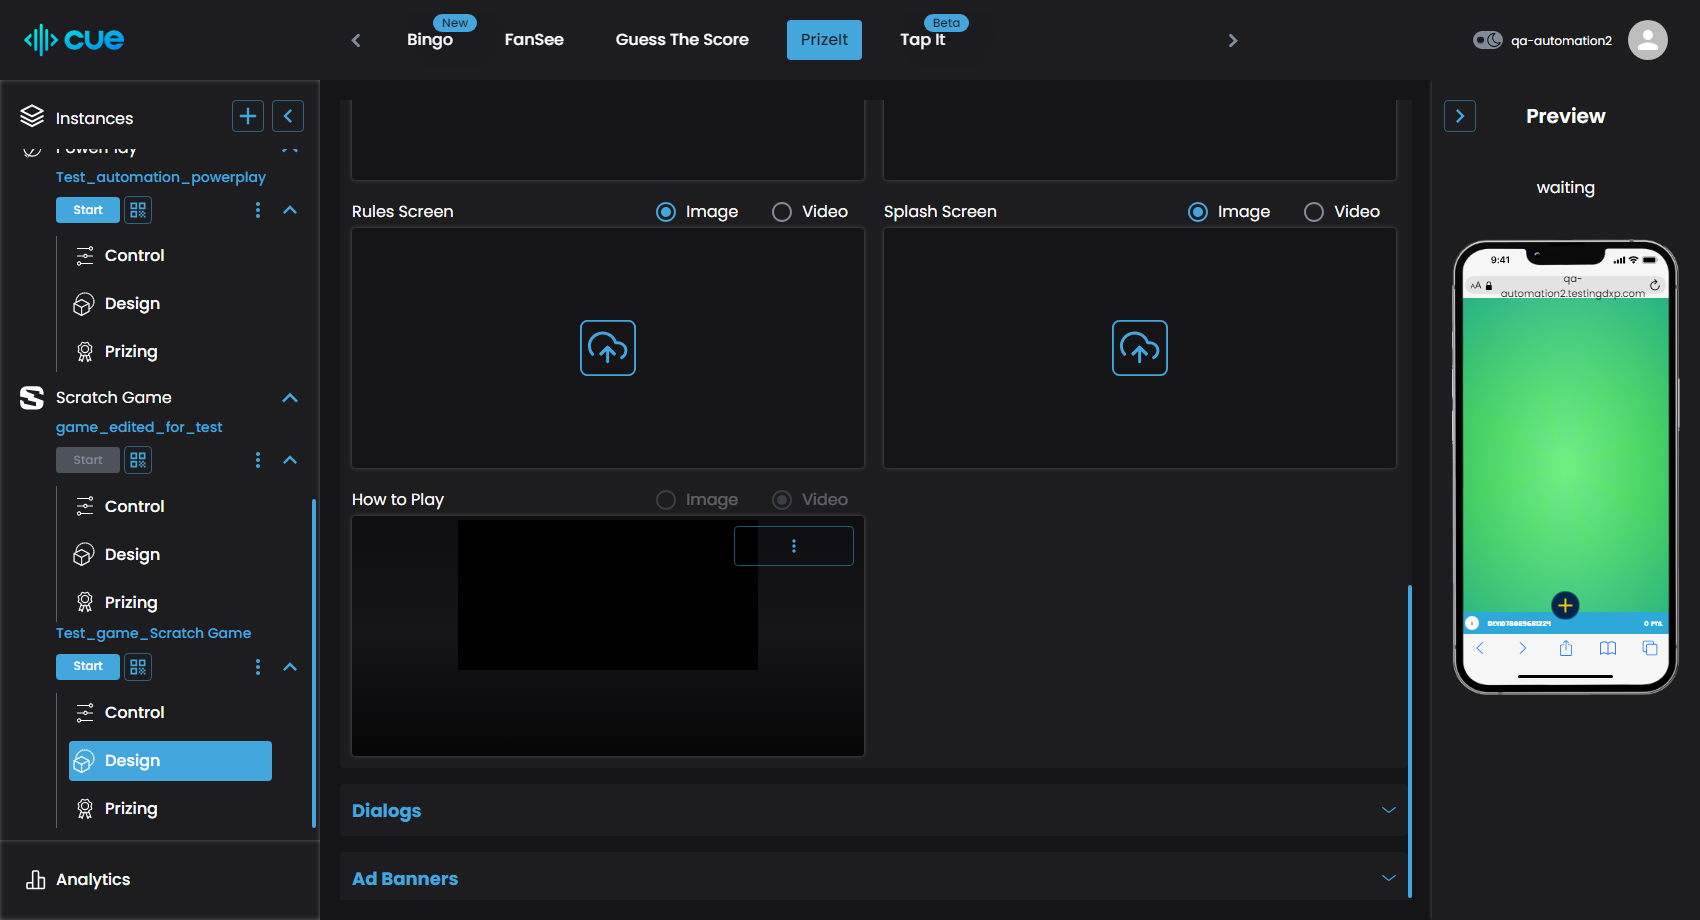 cue
New
Bingo
FanSee
Guess The Score
PrizeIt
Beta
Tap It
qa-automation2
Instances
PowerPlay
Test_automation_powerplay
Start
Control
Design
Prizing
Scratch Game
game_edited_for_test
Start
Control
Design
Prizing
Test_game_Scratch Game
Start
Control
Design
Prizing
Analytics
Rules Screen
Image
Video
Splash Screen
Image
Video
How to Play
Image
Video
Dialogs
Ad Banners
Preview
waiting
9:41
AA
qa-
automation2.testingdxp.com
0 PTS.